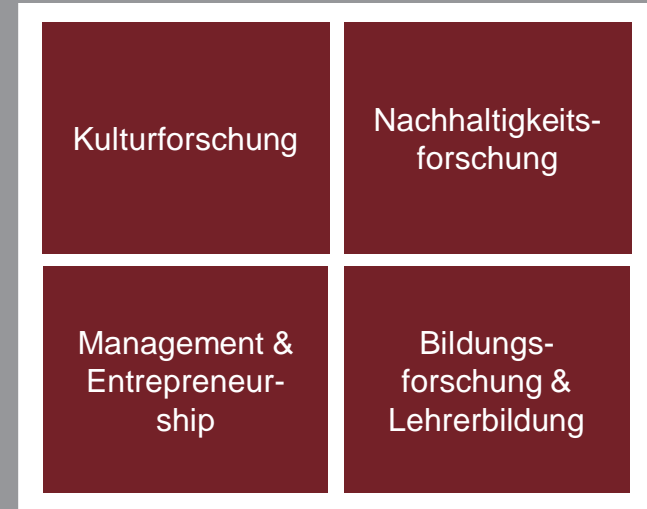 Kulturforschung
Nachhaltigkeits-
forschung
Management &
Entrepreneur-
ship
Bildungs-
forschung &
Lehrerbildung